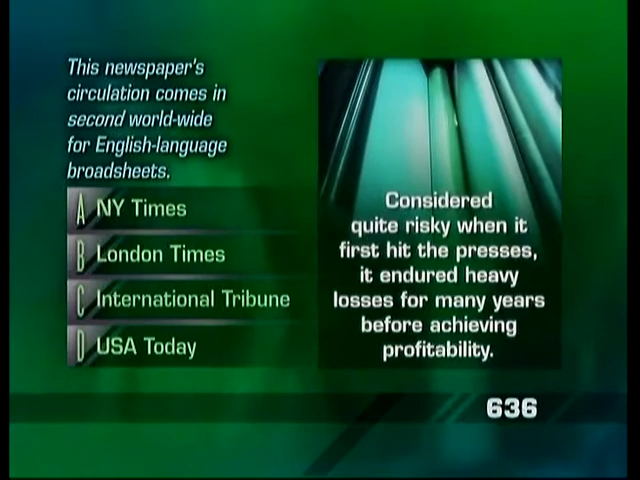 This newspaper's
circulation comes in
second world-wide
for English-language
broadsheets.
A NY Times
B London Times
C International Tribune
D USA Today
Considered
quite risky when it
first hit the presses,
it endured heavy
losses for many years
before achieving
profitability.
636